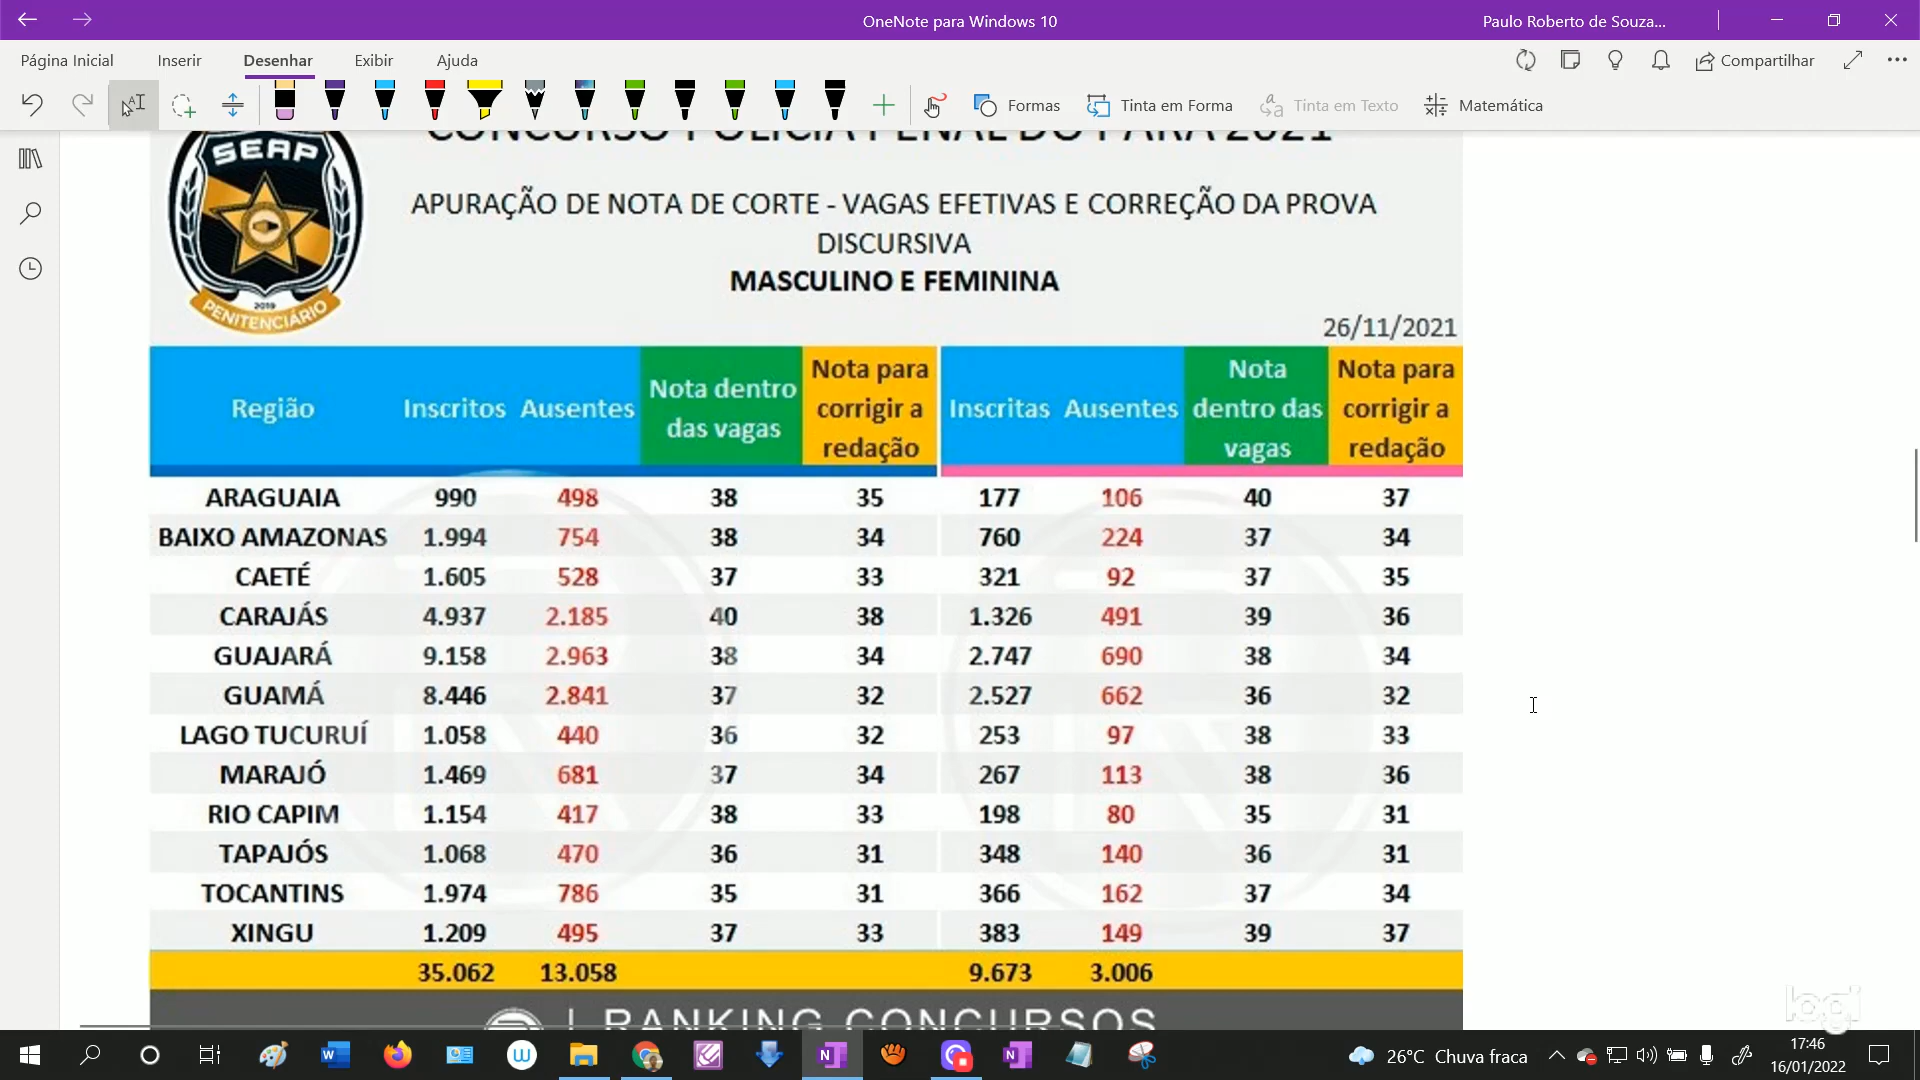 OneNote para Windows 10
Paulo Roberto de Souza...
Página Inicial Inserir Desenhar Exibir Ajuda
Compartilhar
Formas Tinta em Forma Tinta em Texto Matemática
CONCURSO POLÍCIA PENAL DO PARÁ 2021
SEAP
2019
PENITENCIÁRIO
APURAÇÃO DE NOTA DE CORTE - VAGAS EFETIVAS E CORREÇÃO DA PROVA
DISCURSIVA
MASCULINO E FEMININA
26/11/2021
Região Inscritos Ausentes Nota dentro das vagas Nota para corrigir a redação Inscritas Ausentes Nota dentro das vagas Nota para corrigir a redação
ARAGUAIA 990 498 38 35 177 106 40 37
BAIXO AMAZONAS 1.994 754 38 34 760 224 37 34
CAETÉ 1.605 528 37 33 321 92 37 35
CARAJÁS 4.937 2.185 40 38 1.326 491 39 36
GUAJARÁ 9.158 2.963 38 34 2.747 690 38 34
GUAMÁ 8.446 2.841 37 32 2.527 662 36 32
LAGO TUCURUÍ 1.058 440 36 32 253 97 38 33
MARAJÓ 1.469 681 37 34 267 113 38 36
RIO CAPIM 1.154 417 38 33 198 80 35 31
TAPAJÓS 1.068 470 36 31 348 140 36 31
TOCANTINS 1.974 786 35 31 366 162 37 34
XINGU 1.209 495 37 33 383 149 39 37
35.062 13.058 9.673 3.006
RANKING CONCURSOS
logi
26°C Chuva fraca
17:46
16/01/2022